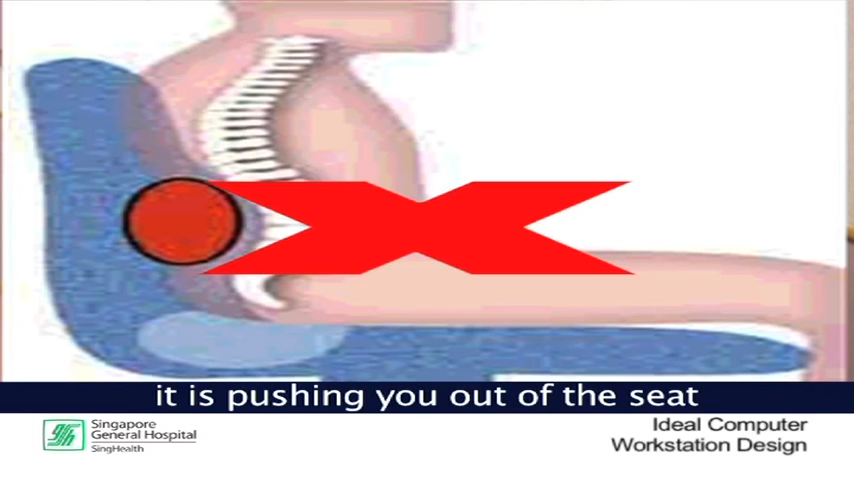 it is pushing you out of the seat
Singapore
General Hospital
SingHealth
Ideal Computer
Workstation Design